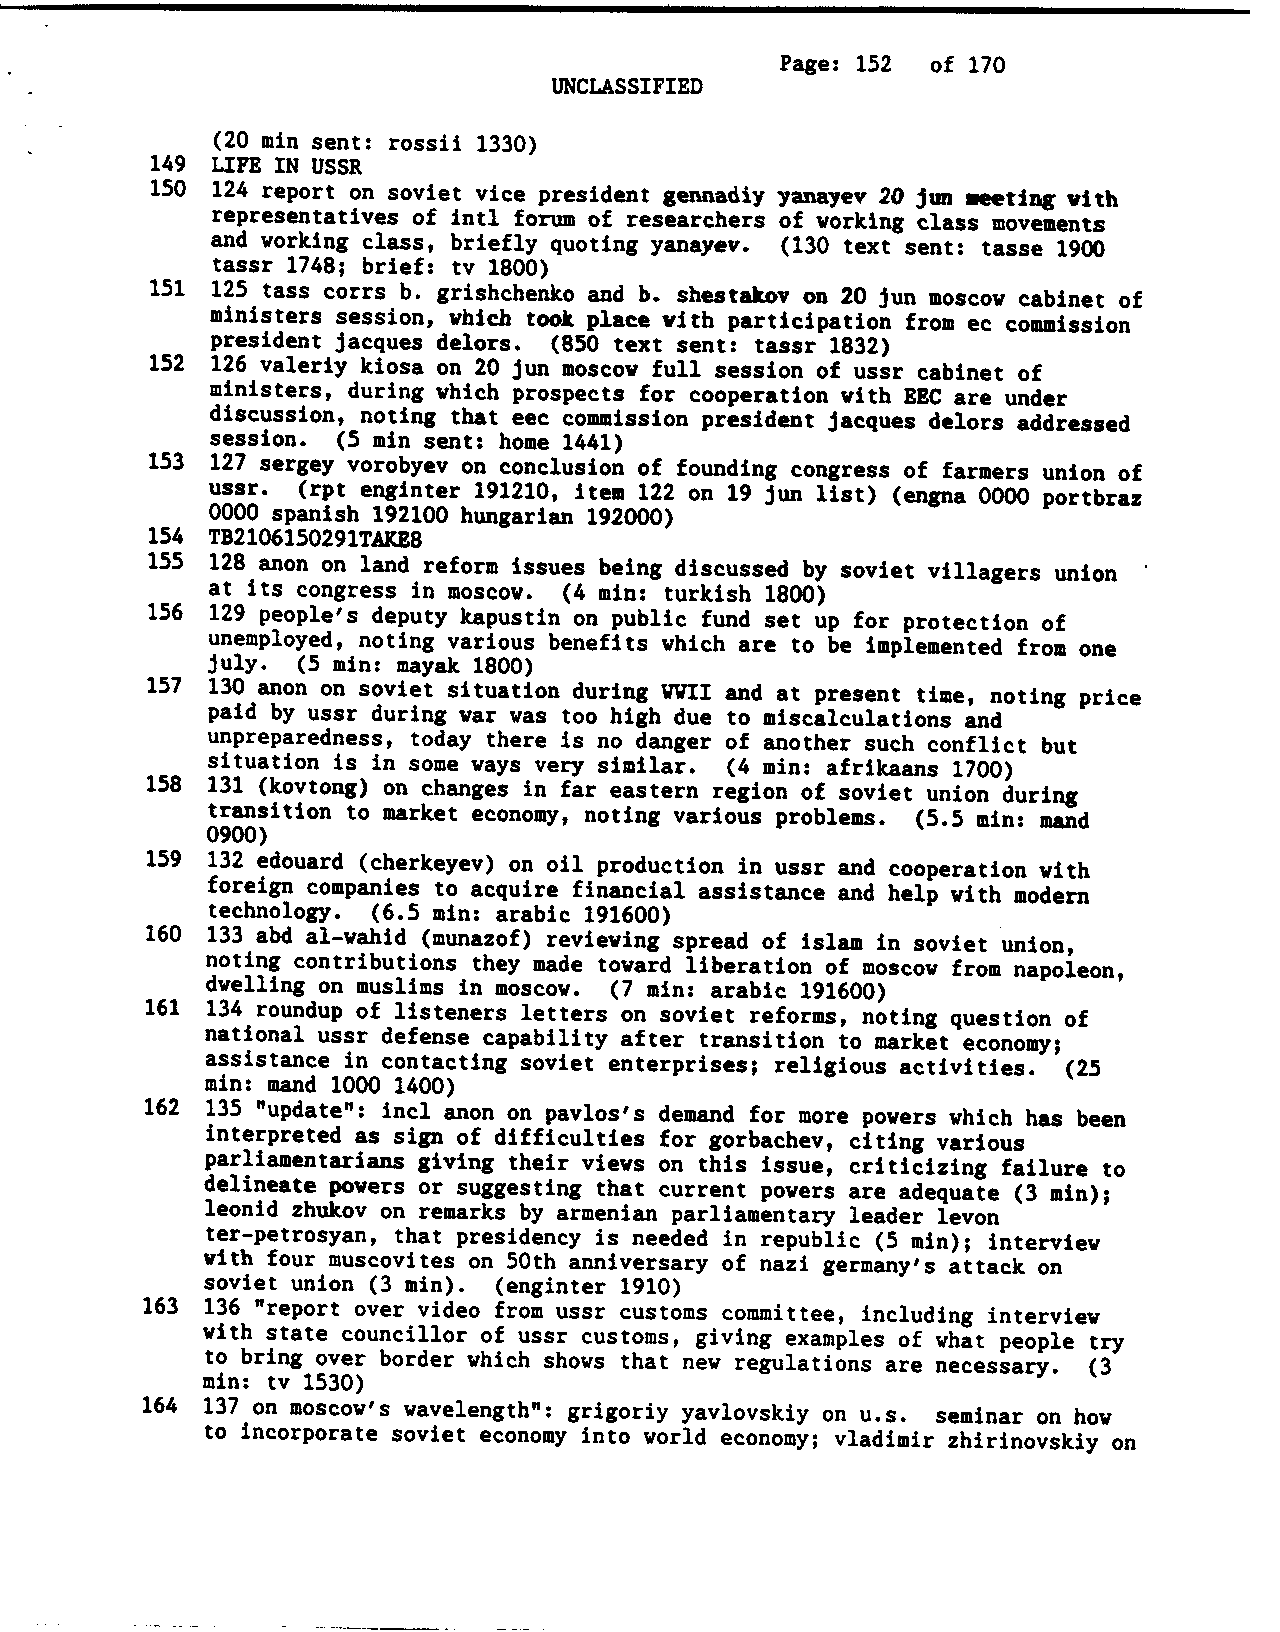 Page: 152 of 170
UNCLASSIFIED
(20 min sent: rossii 1330)
149 LIFE IN USSR
150 124 report on soviet vice president gennadiy yanayev 20 jun meeting with
representatives of intl forum of researchers of working class movements
and working class, briefly quoting yanayev. (130 text sent: tasse 1900
tassr 1748; brief: tv 1800)
151 125 tass corrs b. grishchenko and b. shestakov on 20 jun moscow cabinet of
ministers session, which took place with participation from ec commission
president jacques delors. (850 text sent: tassr 1832)
152 126 valeriy kiosa on 20 jun moscow full session of ussr cabinet of
ministers, during which prospects for cooperation with EEC are under
discussion, noting that eec commission president jacques delors addressed
session. (5 min sent: home 1441)
153 127 sergey vorobyev on conclusion of founding congress of farmers union of
ussr. (rpt enginter 191210, item 122 on 19 jun list) (engna 0000 portbraz
0000 spanish 192100 hungarian 192000)
154 TB2106150291TAKE8
155 128 anon on land reform issues being discussed by soviet villagers union
at its congress in moscow. (4 min: turkish 1800)
156 129 people's deputy kapustin on public fund set up for protection of
unemployed, noting various benefits which are to be implemented from one
july. (5 min: mayak 1800)
157 130 anon on soviet situation during WWII and at present time, noting price
paid by ussr during war was too high due to miscalculations and
unpreparedness, today there is no danger of another such conflict but
situation is in some ways very similar. (4 min: afrikaans 1700)
158 131 (kovtong) on changes in far eastern region of soviet union during
transition to market economy, noting various problems. (5.5 min: mand
0900)
159 132 edouard (cherkeyev) on oil production in ussr and cooperation with
foreign companies to acquire financial assistance and help with modern
technology. (6.5 min: arabic 191600)
160 133 abd al-wahid (munazof) reviewing spread of islam in soviet union,
noting contributions they made toward liberation of moscow from napoleon,
dwelling on muslims in moscow. (7 min: arabic 191600)
161 134 roundup of listeners letters on soviet reforms, noting question of
national ussr defense capability after transition to market economy;
assistance in contacting soviet enterprises; religious activities. (25
min: mand 1000 1400)
162 135 "update": incl anon on pavlos's demand for more powers which has been
interpreted as sign of difficulties for gorbachev, citing various
parliamentarians giving their views on this issue, criticizing failure to
delineate powers or suggesting that current powers are adequate (3 min);
leonid zhukov on remarks by armenian parliamentary leader levon
ter-petrosyan, that presidency is needed in republic (5 min); interview
with four muscovites on 50th anniversary of nazi germany's attack on
soviet union (3 min). (enginter 1910)
163 136 "report over video from ussr customs committee, including interview
with state councillor of ussr customs, giving examples of what people try
to bring over border which shows that new regulations are necessary. (3
min: tv 1530)
164 137 on moscow's wavelength": grigoriy yavlovskiy on u.s. seminar on how
to incorporate soviet economy into world economy; vladimir zhirinovskiy on